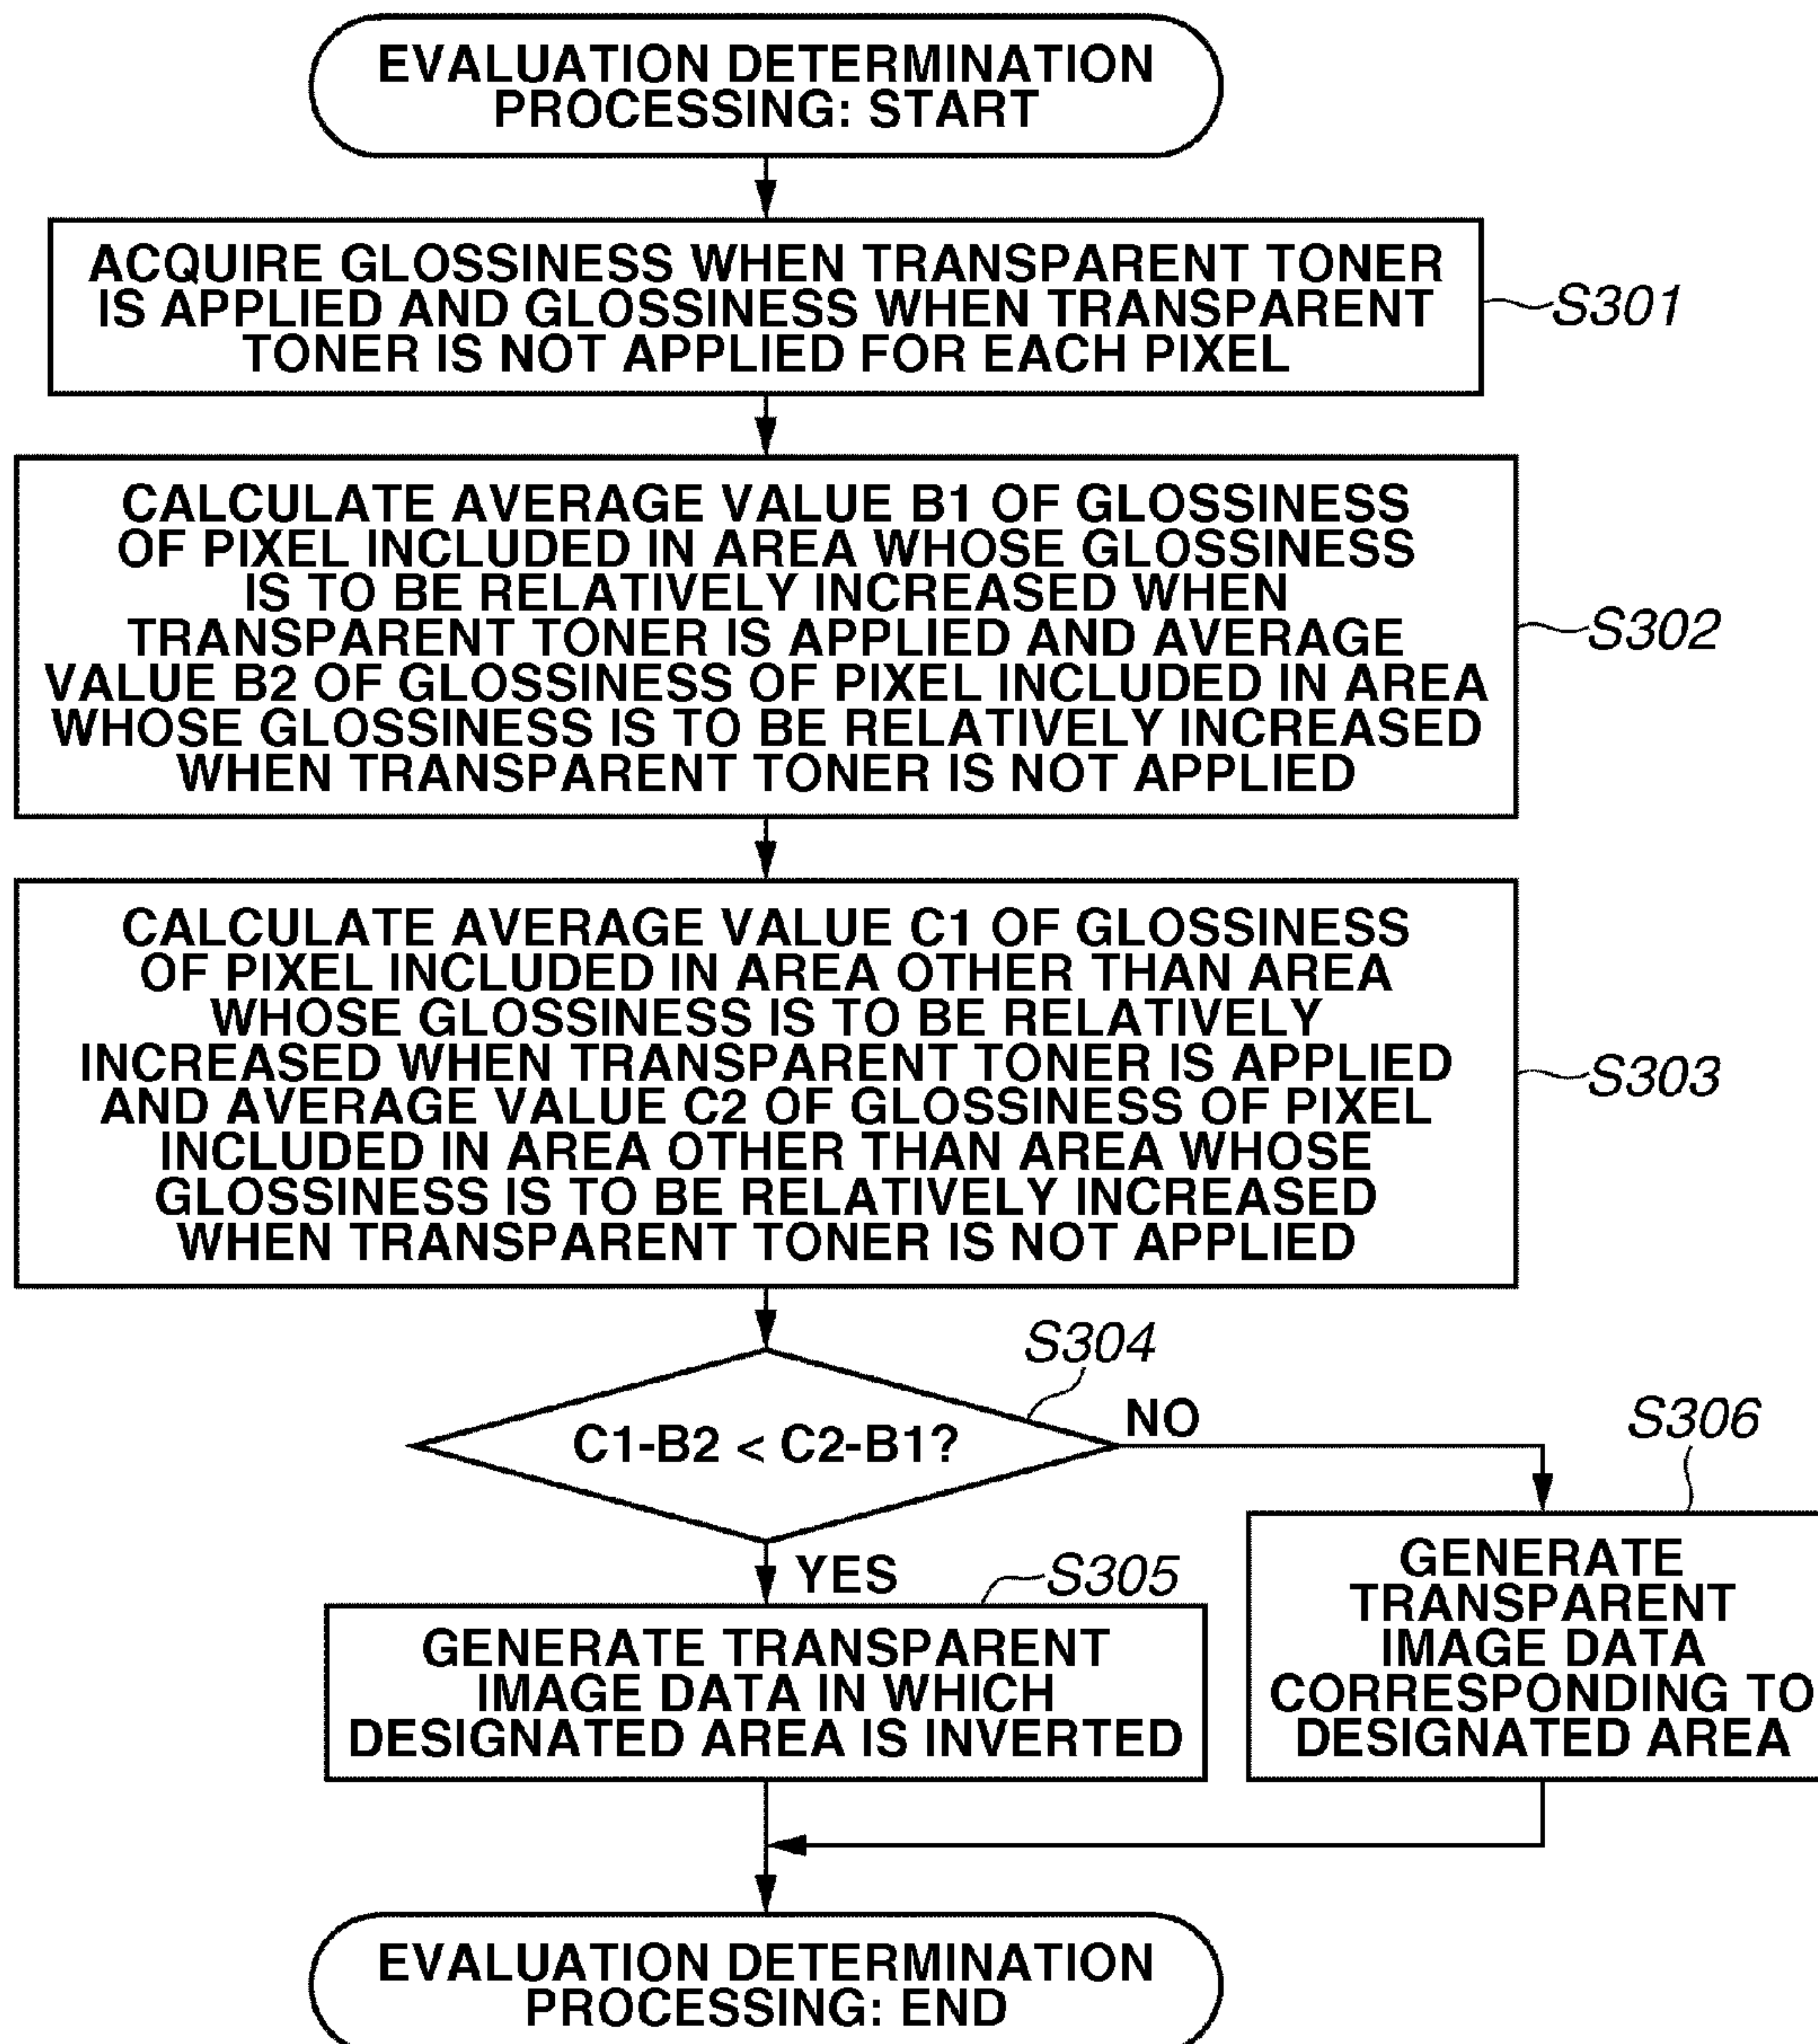 EVALUATION DETERMINATION
PROCESSING: START
ACQUIRE GLOSSINESS WHEN TRANSPARENT TONER
IS APPLIED AND GLOSSINESS WHEN TRANSPARENT
TONER IS NOT APPLIED FOR EACH PIXEL
S301
CALCULATE AVERAGE VALUE B1 OF GLOSSINESS
OF PIXEL INCLUDED IN AREA WHOSE GLOSSINESS
IS TO BE RELATIVELY INCREASED WHEN
TRANSPARENT TONER IS APPLIED AND AVERAGE
VALUE B2 OF GLOSSINESS OF PIXEL INCLUDED IN AREA
WHOSE GLOSSINESS IS TO BE RELATIVELY INCREASED
WHEN TRANSPARENT TONER IS NOT APPLIED
S302
CALCULATE AVERAGE VALUE C1 OF GLOSSINESS
OF PIXEL INCLUDED IN AREA OTHER THAN AREA
WHOSE GLOSSINESS IS TO BE RELATIVELY
INCREASED WHEN TRANSPARENT TONER IS APPLIED
AND AVERAGE VALUE C2 OF GLOSSINESS OF PIXEL
INCLUDED IN AREA OTHER THAN AREA WHOSE
GLOSSINESS IS TO BE RELATIVELY INCREASED
WHEN TRANSPARENT TONER IS NOT APPLIED
S303
S304
C1-B2 < C2-B1?
NO
YES
S305
GENERATE TRANSPARENT
IMAGE DATA IN WHICH
DESIGNATED AREA IS INVERTED
S306
GENERATE
TRANSPARENT
IMAGE DATA
CORRESPONDING TO
DESIGNATED AREA
EVALUATION DETERMINATION
PROCESSING: END